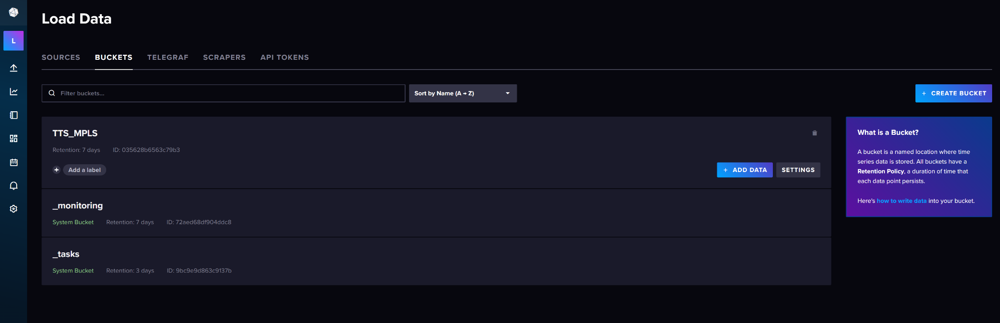 Load Data
L
SOURCES BUCKETS TELEGRAF SCRAPERS API TOKENS
Filter buckets...
Sort by Name (A → Z)
+ CREATE BUCKET
TTS_MPLS
Retention: 7 days ID: 035628b6563c79b3
+ Add a label
+ ADD DATA SETTINGS
_monitoring
System Bucket Retention: 7 days ID: 72aed68df904ddc8
_tasks
System Bucket Retention: 3 days ID: 9bc9e9d863c9137b
What is a Bucket?
A bucket is a named location where time
series data is stored. All buckets have a
Retention Policy, a duration of time that
each data point persists.
Here's how to write data into your bucket.